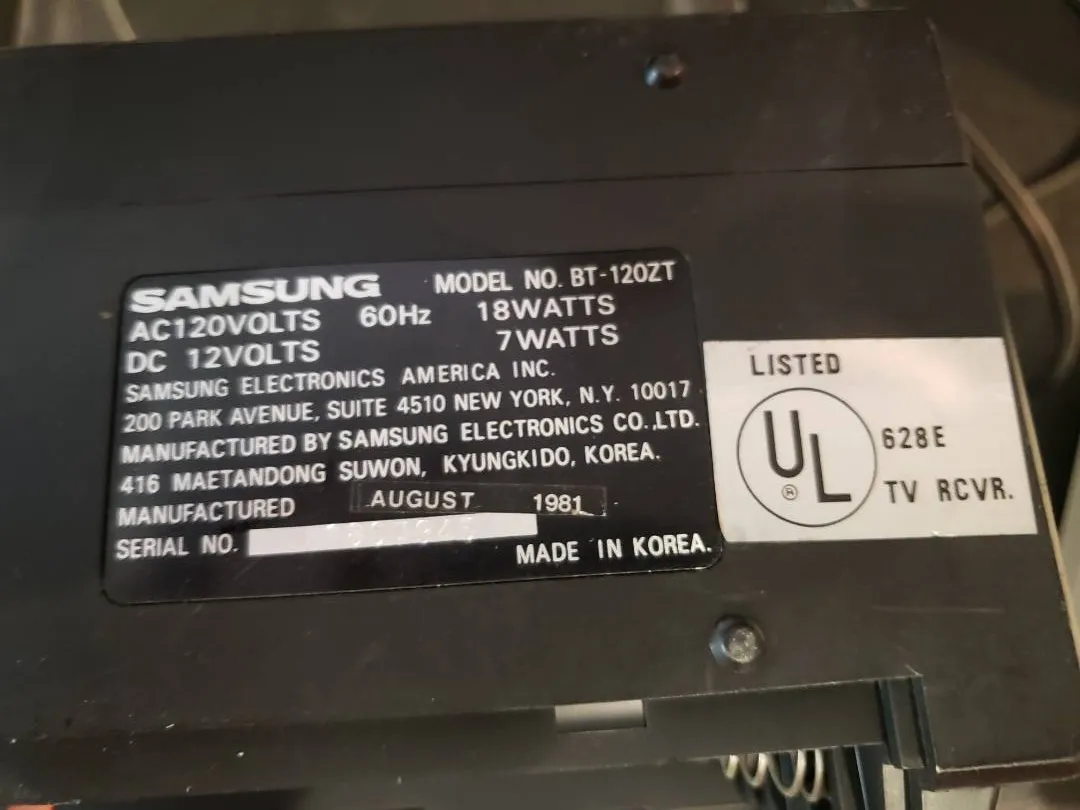 SAMSUNG MODEL NO. BT-120ZT
AC120VOLTS 60Hz 18WATTS
DC 12VOLTS 7WATTS
SAMSUNG ELECTRONICS AMERICA INC.
200 PARK AVENUE, SUITE 4510 NEW YORK, N.Y. 10017
MANUFACTURED BY SAMSUNG ELECTRONICS CO.,LTD.
416 MAETANDONG SUWON, KYUNGKIDO, KOREA.
MANUFACTURED AUGUST 1981
SERIAL NO.
MADE IN KOREA.
LISTED
UL ® 628E
TV RCVR.